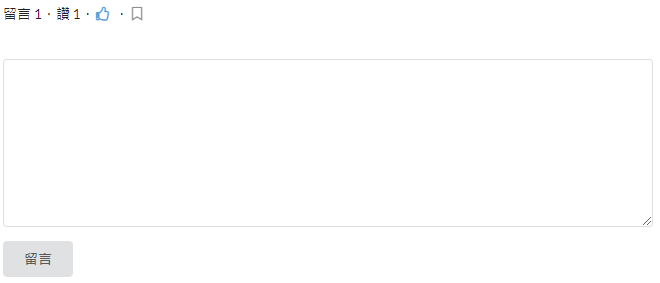 留言 1 · 讚 1 · ·
留言